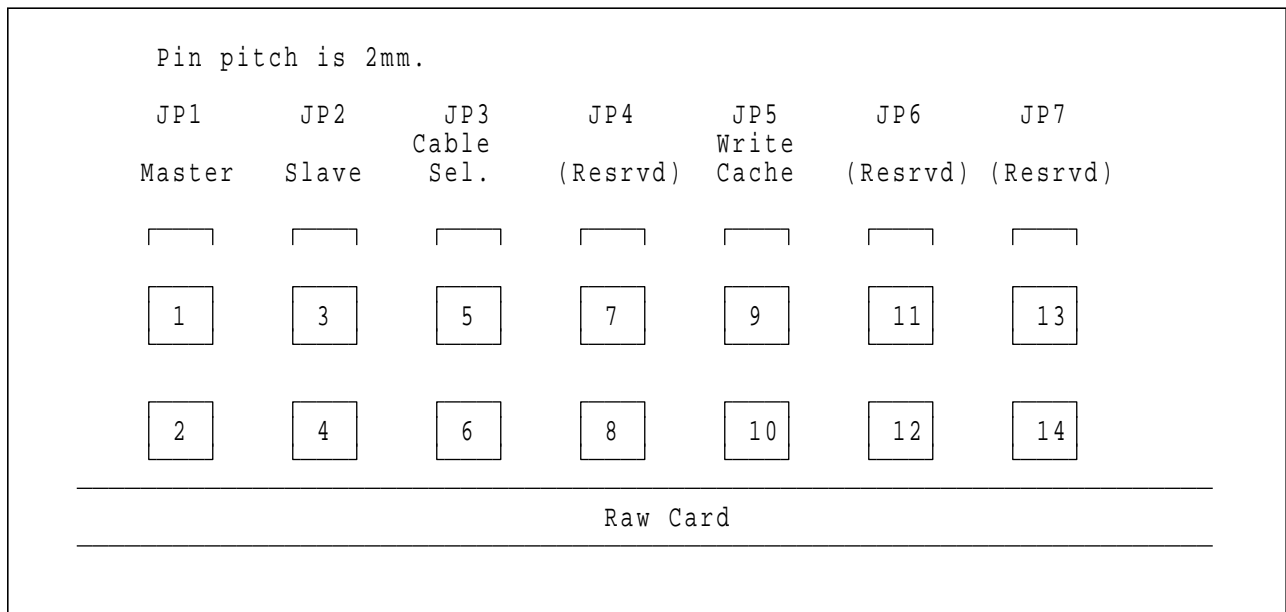 Pin pitch is 2mm.
JP1 JP2 JP3 JP4 JP5 JP6 JP7
Cable Write
Master Slave Sel. (Resrvd) Cache (Resrvd) (Resrvd)
1 3 5 7 9 11 13
2 4 6 8 10 12 14
Raw Card